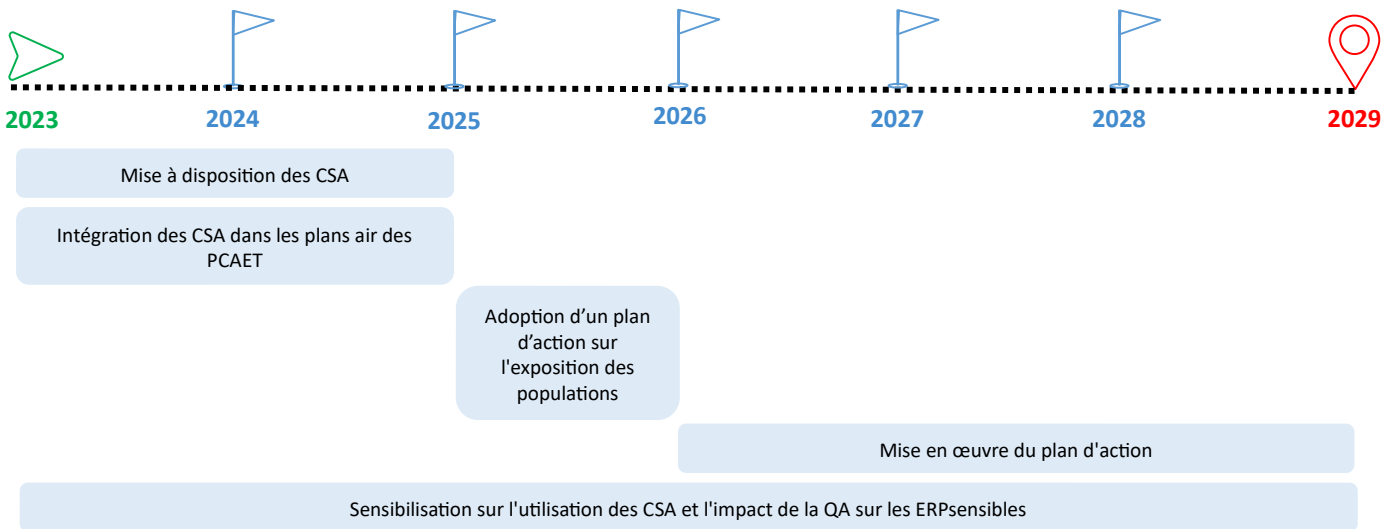 2023
2024
2025
2026
2027
2028
2029
Mise à disposition des CSA
Intégration des CSA dans les plans air des
PCAET
Adoption d’un plan
d’action sur
l'exposition des
populations
Mise en œuvre du plan d'action
Sensibilisation sur l'utilisation des CSA et l'impact de la QA sur les ERPsensibles